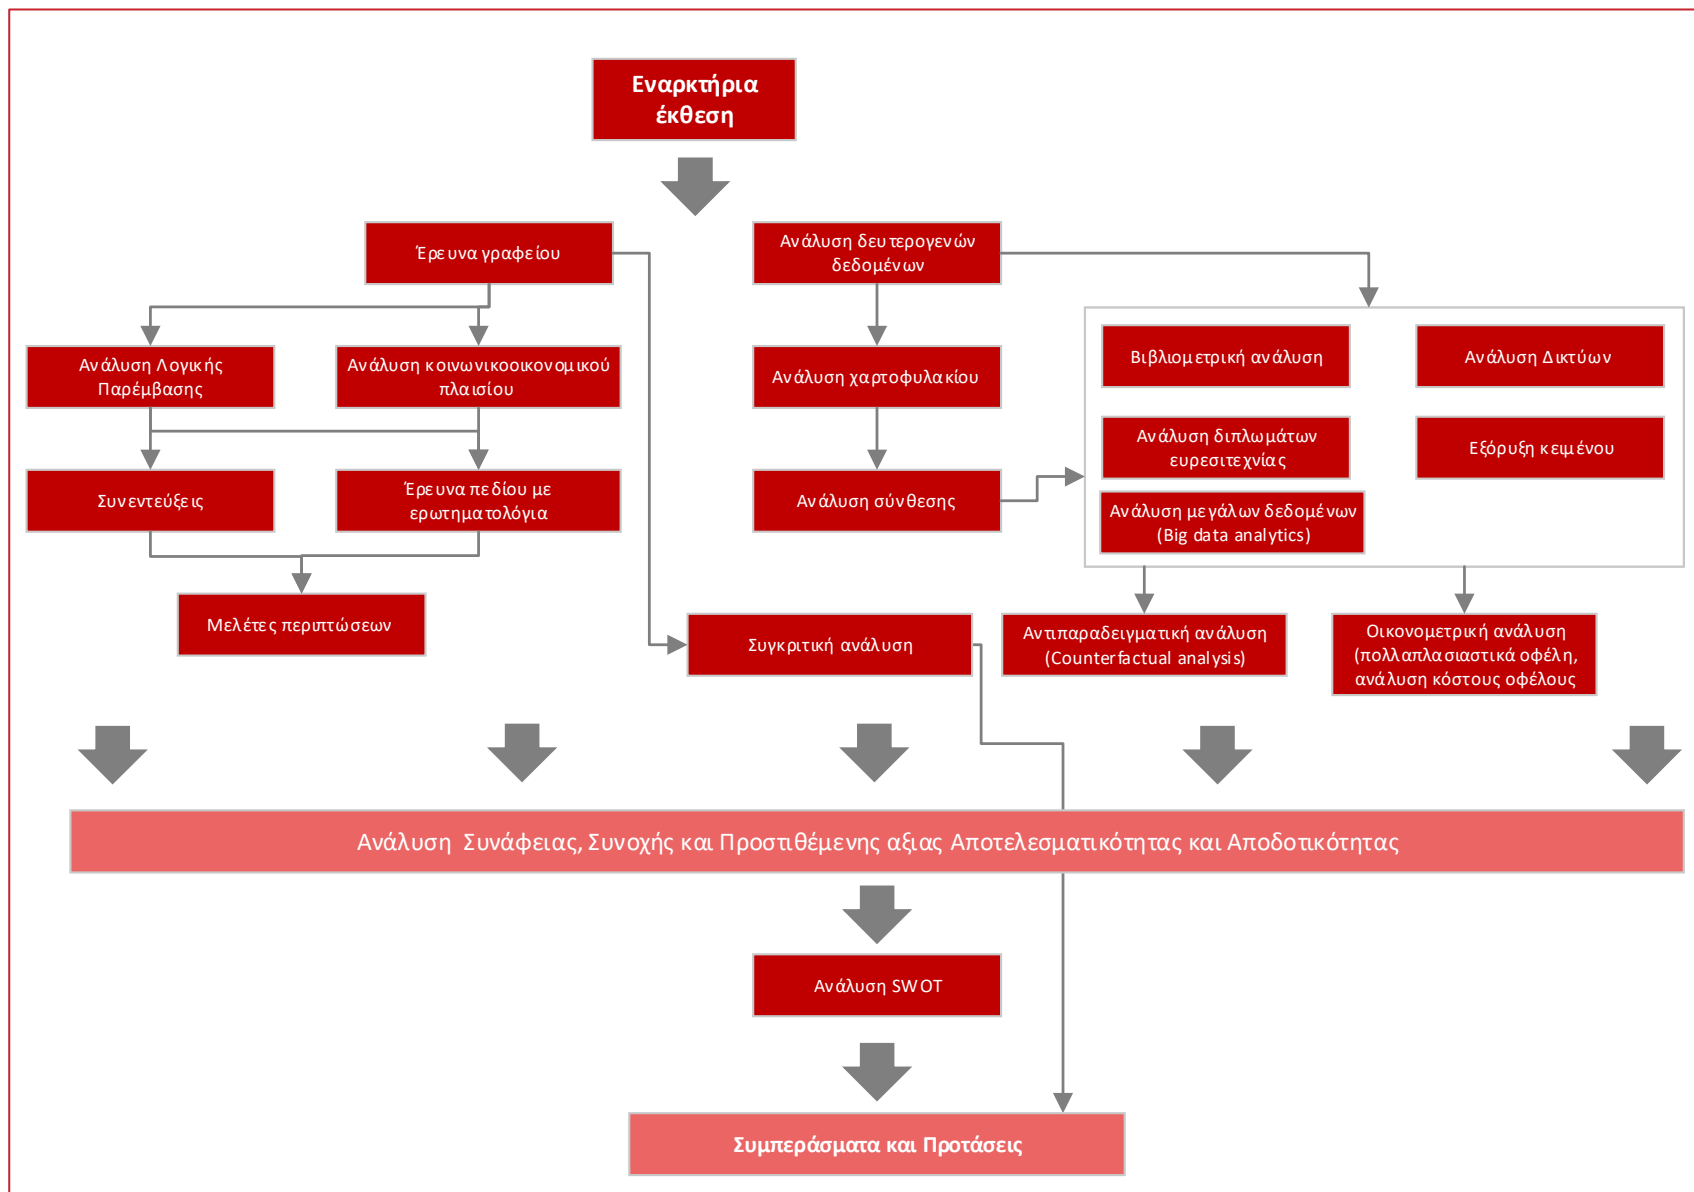 Εναρκτήρια
έκθεση
Έρευνα γραφείου
Ανάλυση δευτερογενών
δεδομένων
Ανάλυση Λογικής
Παρέμβασης
Ανάλυση κοινωνικοοικονομικού
πλαισίου
Ανάλυση χαρτοφυλακίου
Βιβλιομετρική ανάλυση
Ανάλυση Δικτύων
Ανάλυση διπλωμάτων
ευρεσιτεχνίας
Εξόρυξη κειμένου
Συνεντεύξεις
Έρευνα πεδίου με
ερωτηματολόγια
Ανάλυση σύνθεσης
Ανάλυση μεγάλων δεδομένων
(Big data analytics)
Μελέτες περιπτώσεων
Συγκριτική ανάλυση
Αντιπαραδειγματική ανάλυση
(Counterfactual analysis)
Οικονομετρική ανάλυση
(πολλαπλασιαστικά οφέλη,
ανάλυση κόστους οφέλους
Ανάλυση Συνάφειας, Συνοχής και Προστιθέμενης αξιας Αποτελεσματικότητας και Αποδοτικότητας
Ανάλυση SWOT
Συμπεράσματα και Προτάσεις